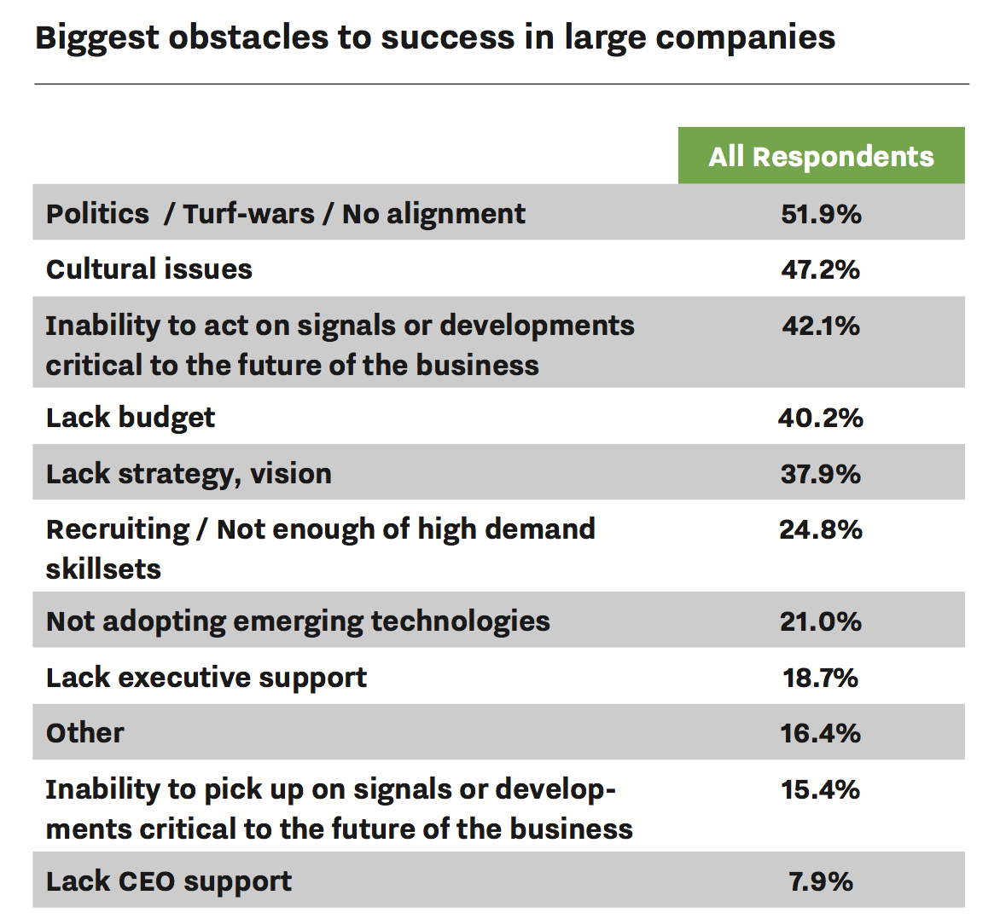 Biggest obstacles to success in large companies
All Respondents
Politics / Turf-wars / No alignment 51.9%
Cultural issues 47.2%
Inability to act on signals or developments 42.1%
critical to the future of the business
Lack budget 40.2%
Lack strategy, vision 37.9%
Recruiting / Not enough of high demand 24.8%
skillsets
Not adopting emerging technologies 21.0%
Lack executive support 18.7%
Other 16.4%
Inability to pick up on signals or develop- 15.4%
ments critical to the future of the business
Lack CEO support 7.9%